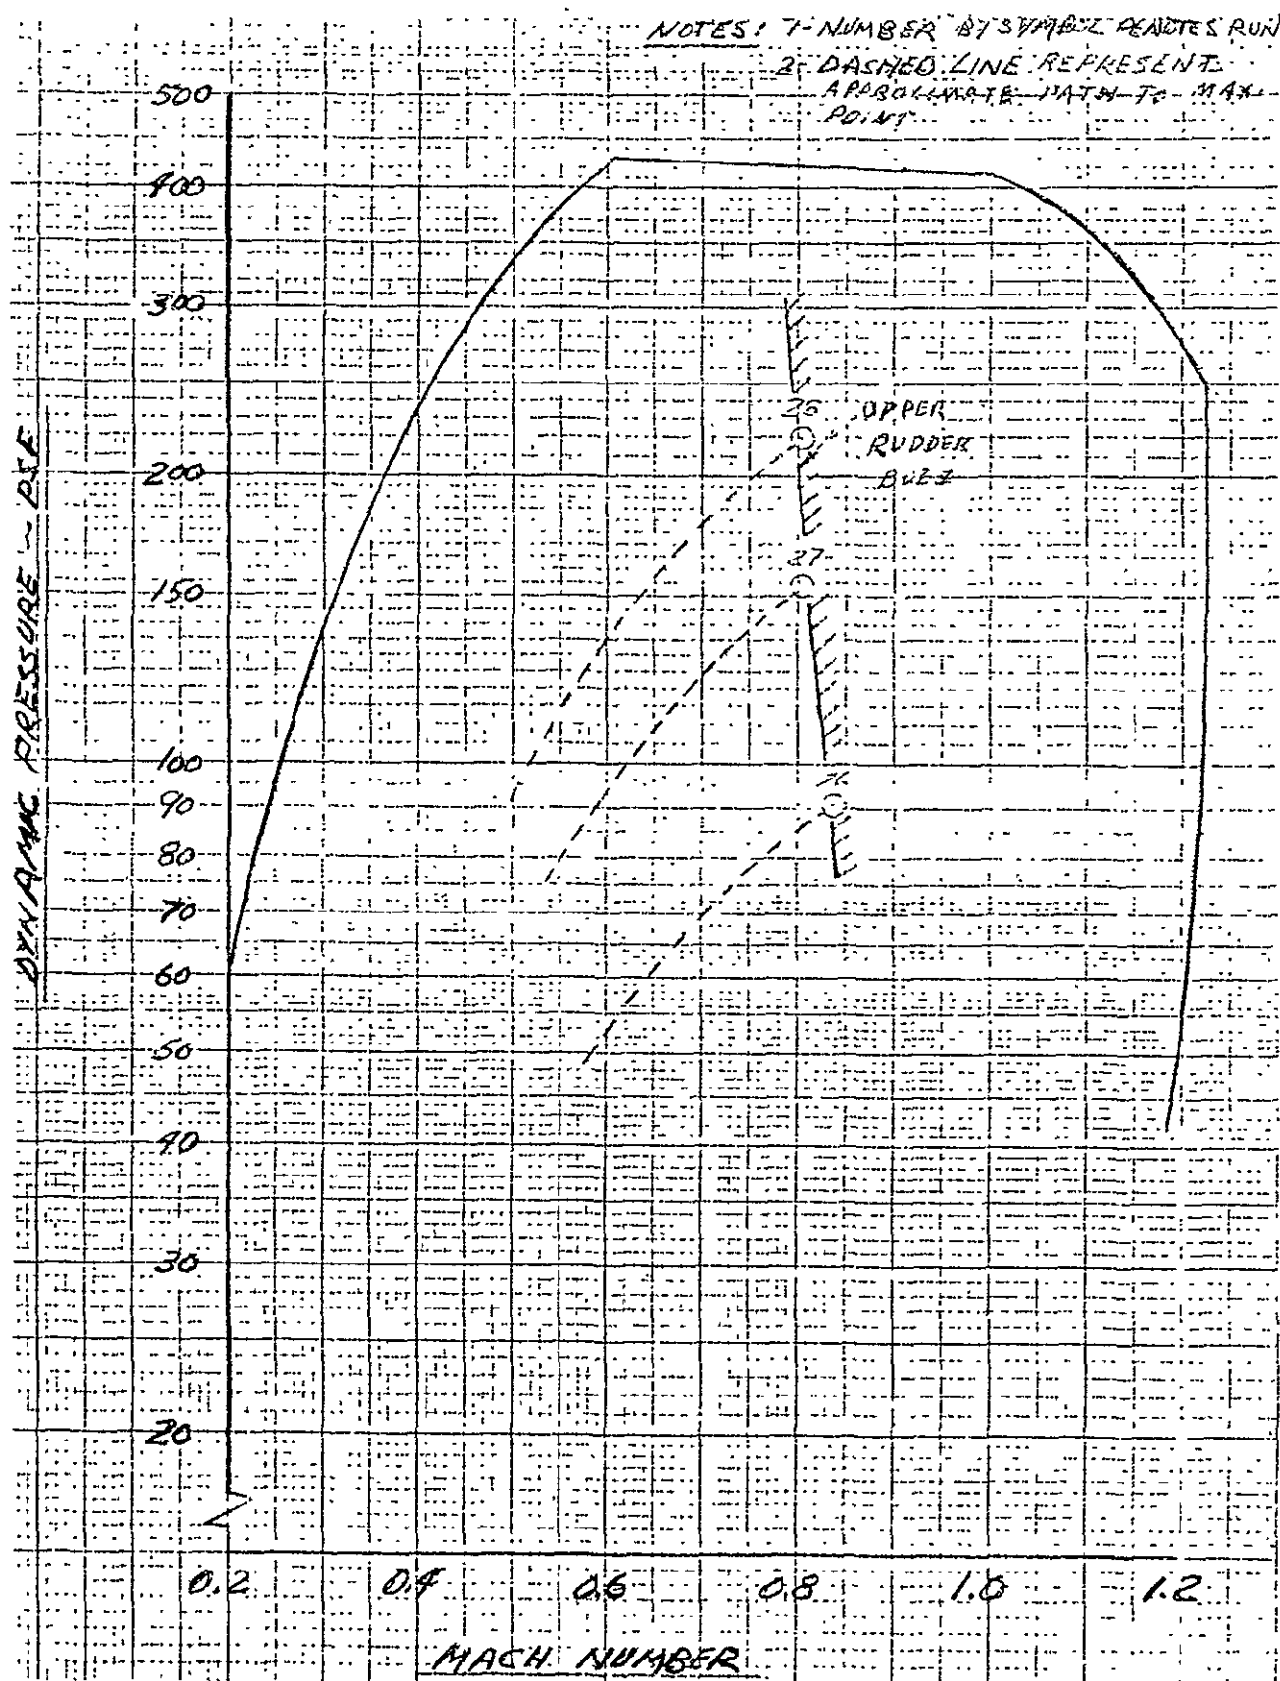 NOTES: 1- NUMBER BY SYMBOL DENOTES RUN
2- DASHED LINE REPRESENT
APPROXIMATE PATH TO MAX
POINT
500
400
300
26 UPPER
RUDDER
200
BUZZ
27
150
100
76
90
80
70
60
50
40
30
20
DYNAMIC PRESSURE ~ PSF
0.2 0.4 0.6 0.8 1.0 1.2
MACH NUMBER